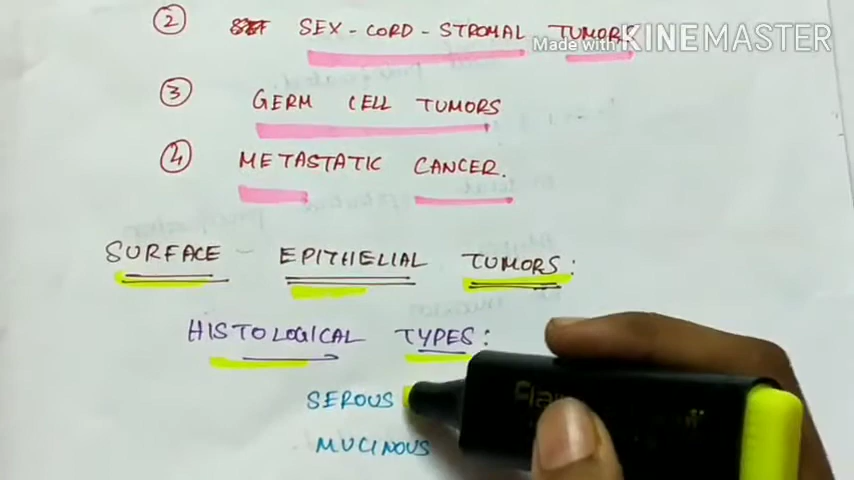 ② SEX-CORD-STROMAL TUMORS
Made with KINEMASTER
③ GERM CELL TUMORS
④ METASTATIC CANCER.
SURFACE - EPITHELIAL TUMORS:
HISTOLOGICAL TYPES:
SEROUS
MUCINOUS